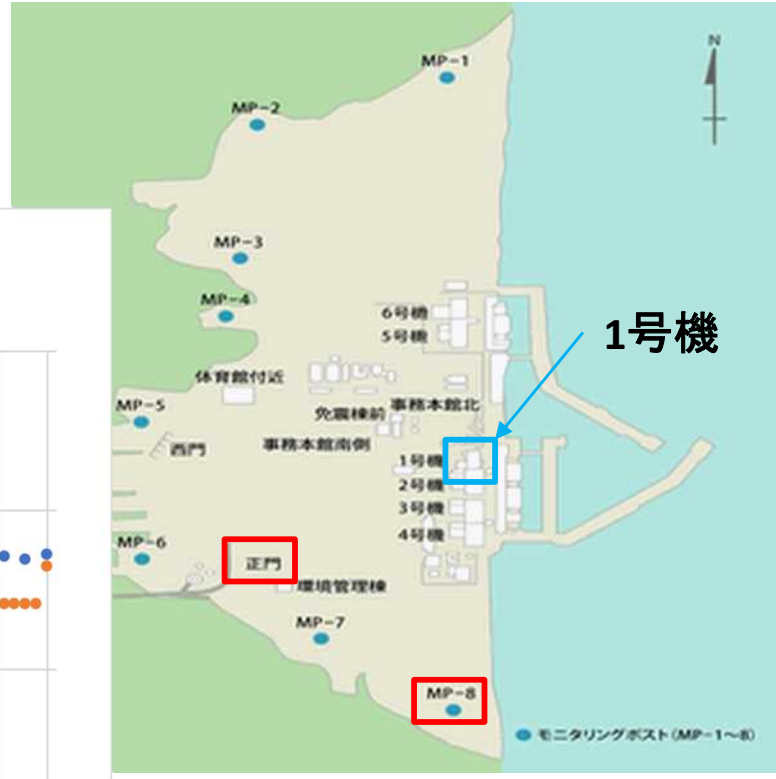 N
MP-1
MP-2
MP-3
MP-4
6号機
5号機
1号機
体育館付近
MP-5
免震棟前
事務本館北
西門
事務本館南側
1号機
2号機
3号機
4号機
MP-6
正門
環境管理棟
MP-7
MP-8
モニタリングポスト(MP-1～8)